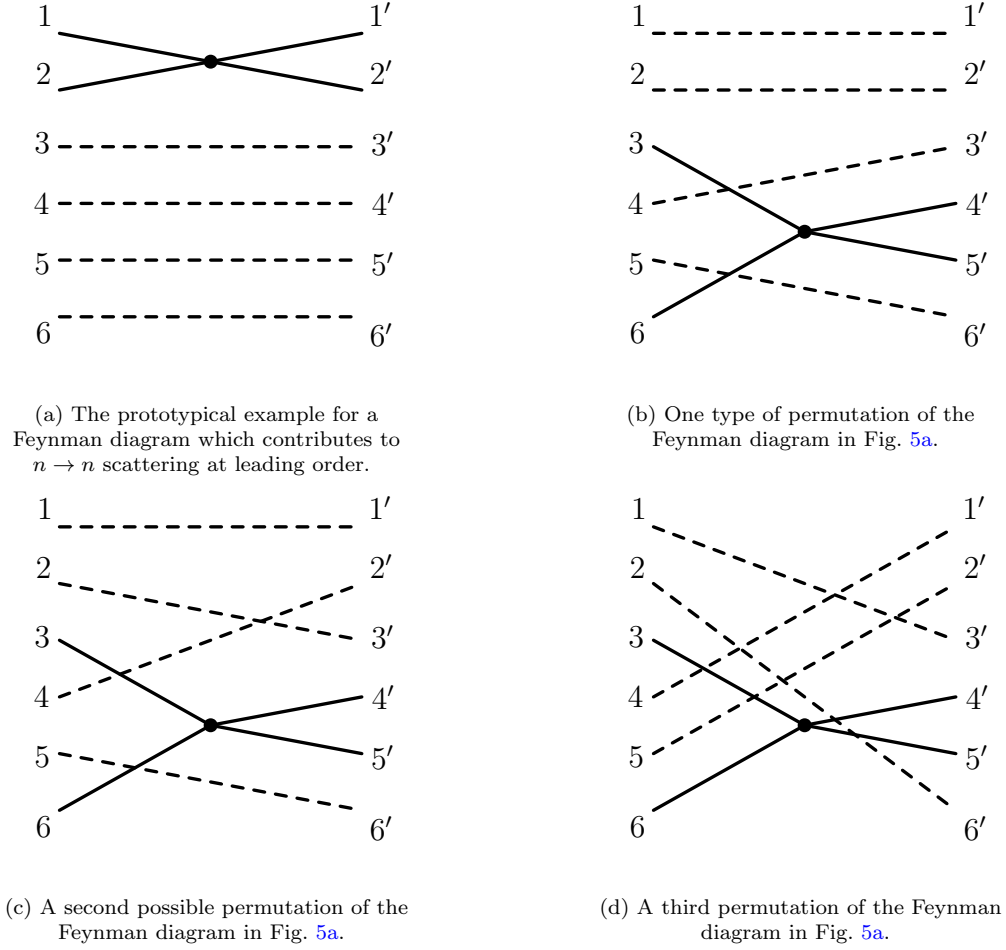 1 1′ 1 1′
2 2′ 2 2′
3 3′ 3 3′
4 4′ 4 4′
5 5′ 5 5′
6 6′ 6 6′
(a) The prototypical example for a
Feynman diagram which contributes to
n → n scattering at leading order.
(b) One type of permutation of the
Feynman diagram in Fig. 5a.
1 1′ 1 1′
2 2′ 2 2′
3 3′ 3 3′
4 4′ 4 4′
5 5′ 5 5′
6 6′ 6 6′
(c) A second possible permutation of the
Feynman diagram in Fig. 5a.
(d) A third permutation of the Feynman
diagram in Fig. 5a.